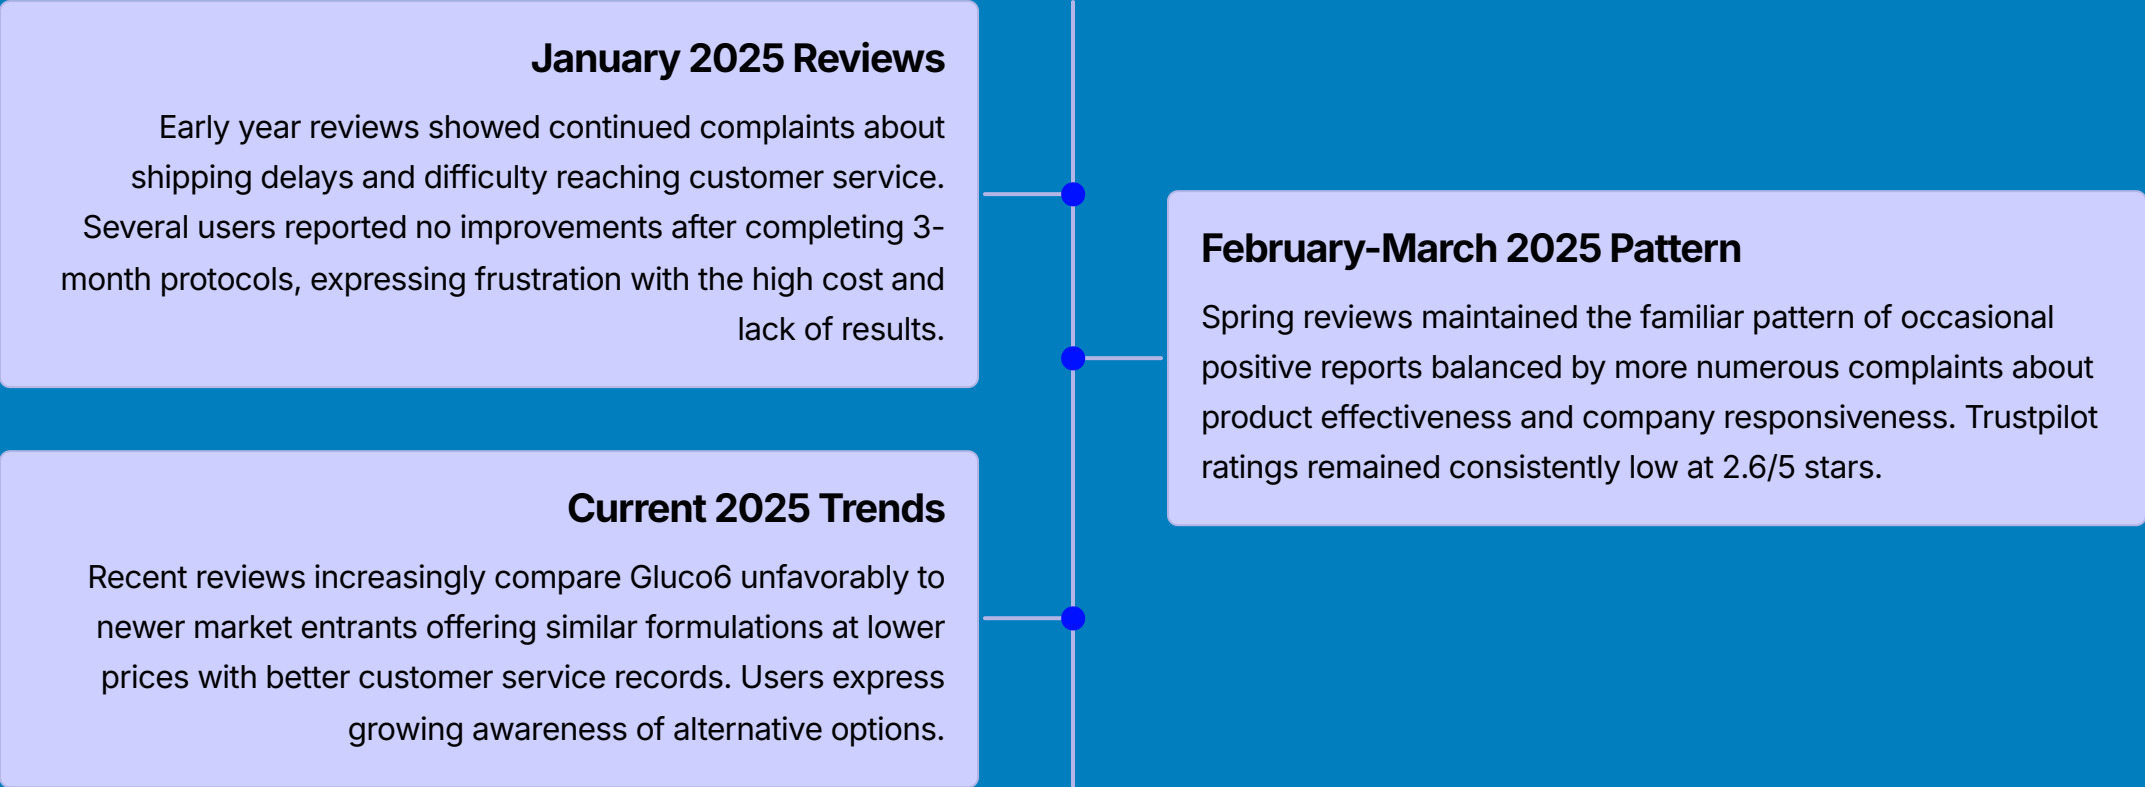 January 2025 Reviews
Early year reviews showed continued complaints about
shipping delays and difficulty reaching customer service.
Several users reported no improvements after completing 3-
month protocols, expressing frustration with the high cost and
lack of results.
February-March 2025 Pattern
Spring reviews maintained the familiar pattern of occasional
positive reports balanced by more numerous complaints about
product effectiveness and company responsiveness. Trustpilot
ratings remained consistently low at 2.6/5 stars.
Current 2025 Trends
Recent reviews increasingly compare Gluco6 unfavorably to
newer market entrants offering similar formulations at lower
prices with better customer service records. Users express
growing awareness of alternative options.